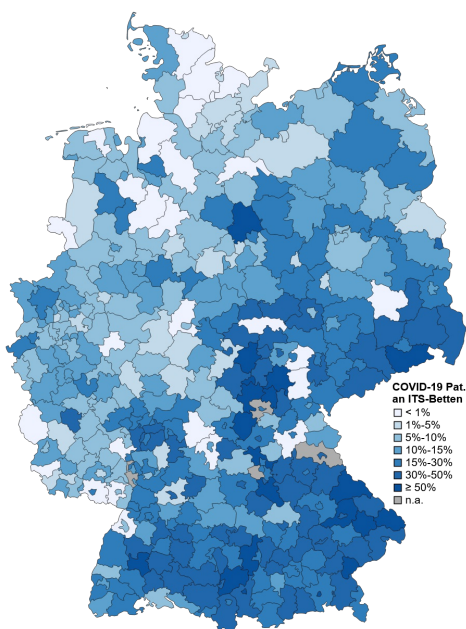 COVID-19 Pat.
an ITS-Betten
< 1%
1%-5%
5%-10%
10%-15%
15%-30%
30%-50%
≥ 50%
n.a.